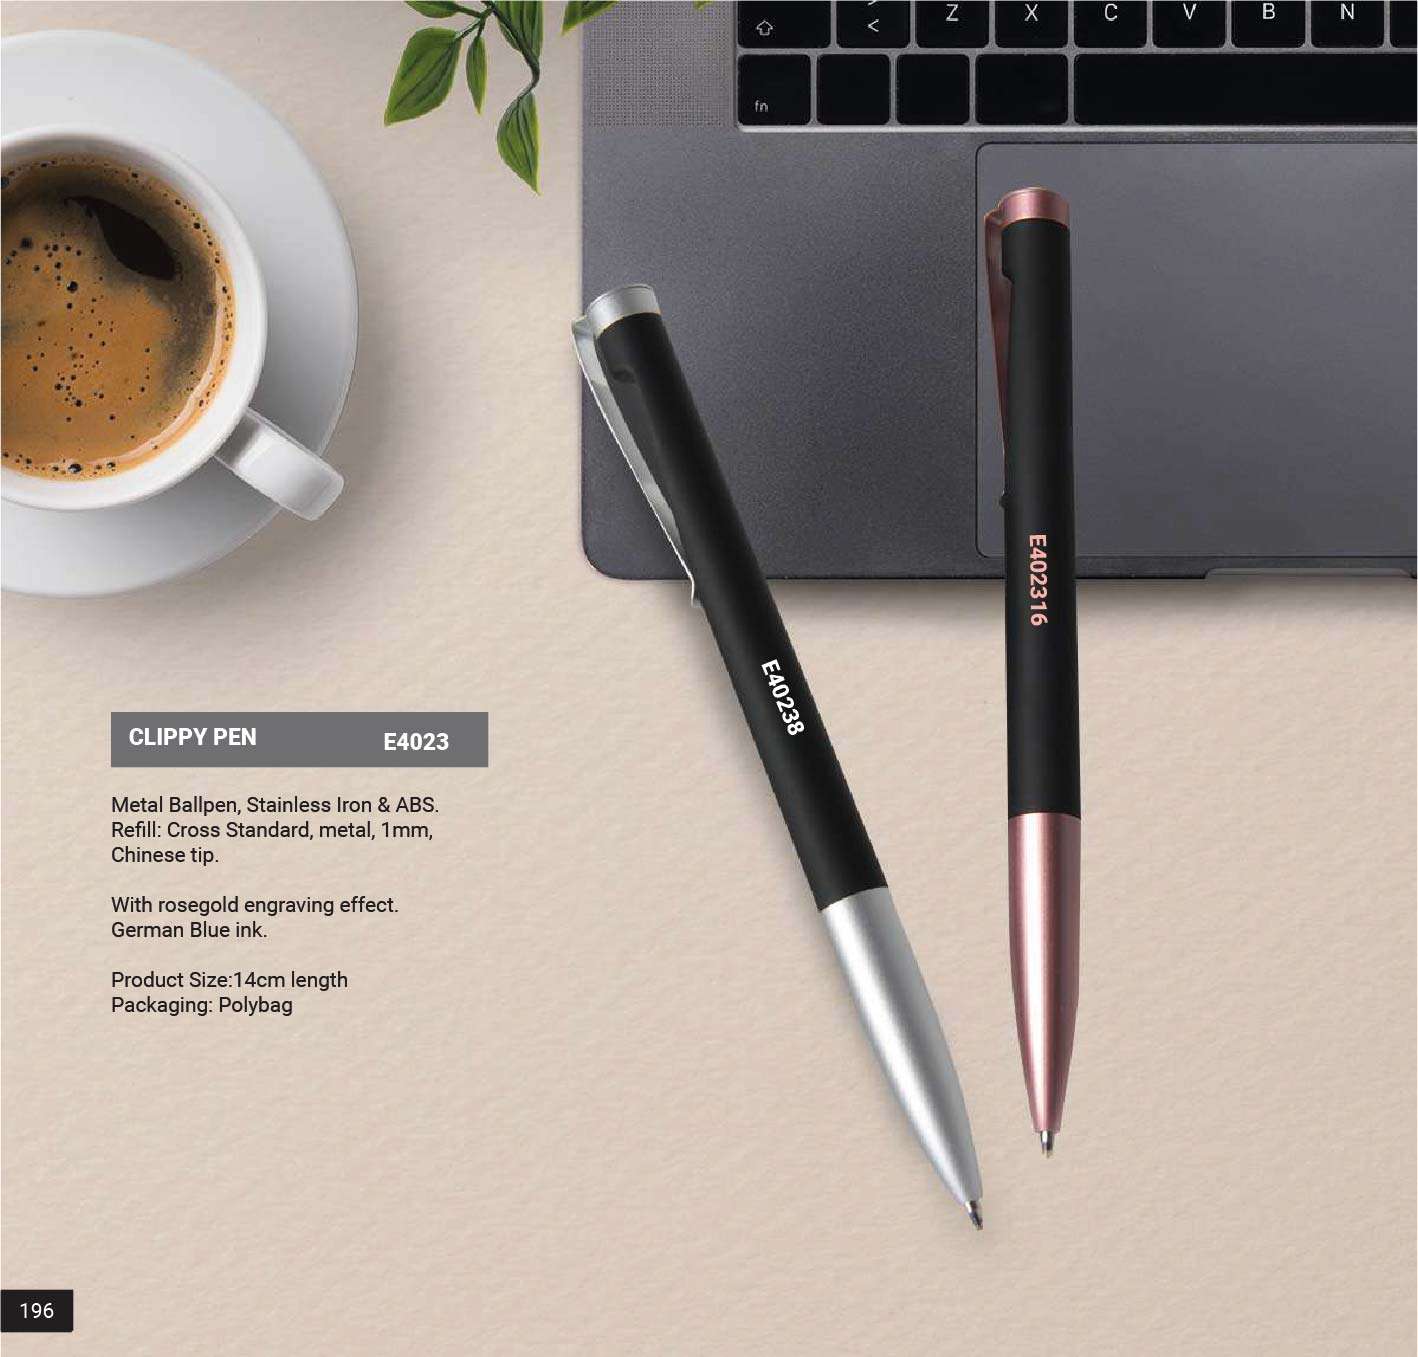 < Z X C V B N
fn
E402316
E40238
CLIPPY PEN E4023
Metal Ballpen, Stainless Iron & ABS.
Refill: Cross Standard, metal, 1mm,
Chinese tip.
With rosegold engraving effect.
German Blue ink.
Product Size:14cm length
Packaging: Polybag
196